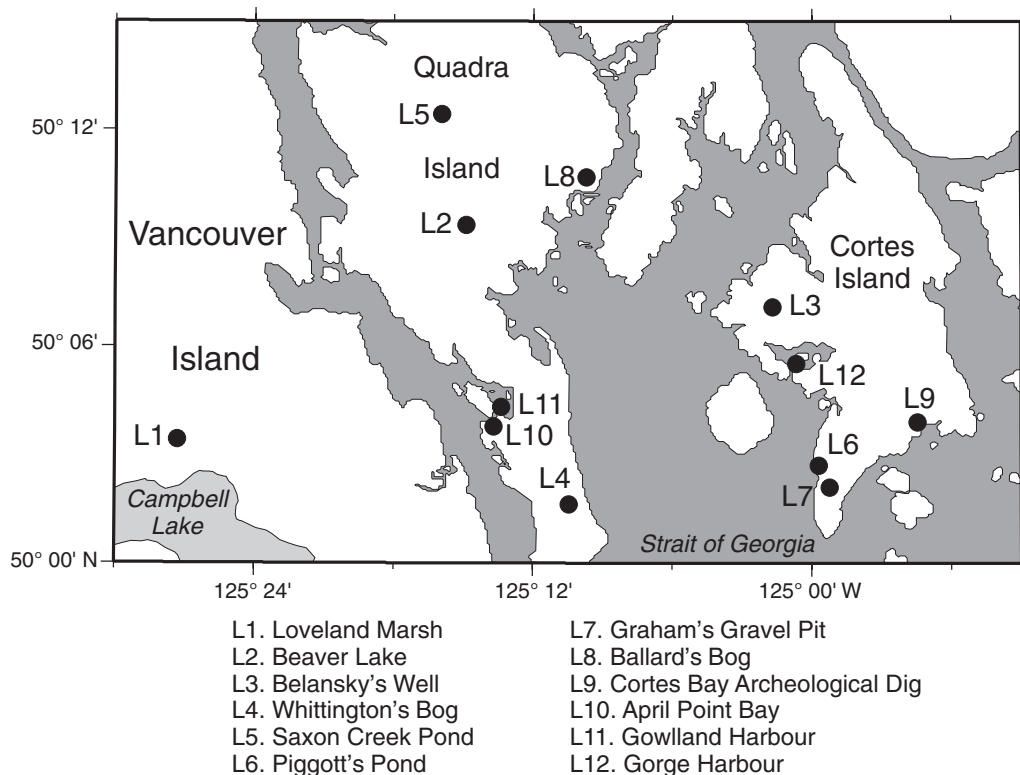 Quadra
50° 12'
L5
Island
L8
L2
Vancouver
Cortes
Island
L3
50° 06'
Island
L12
L11
L9
L10
L1
L6
L4
L7
Campbell
Lake
Strait of Georgia
50° 00' N
125° 24'
125° 12'
125° 00' W
L1. Loveland Marsh
L2. Beaver Lake
L3. Belansky's Well
L4. Whittington's Bog
L5. Saxon Creek Pond
L6. Piggott's Pond
L7. Graham's Gravel Pit
L8. Ballard's Bog
L9. Cortes Bay Archeological Dig
L10. April Point Bay
L11. Gowlland Harbour
L12. Gorge Harbour